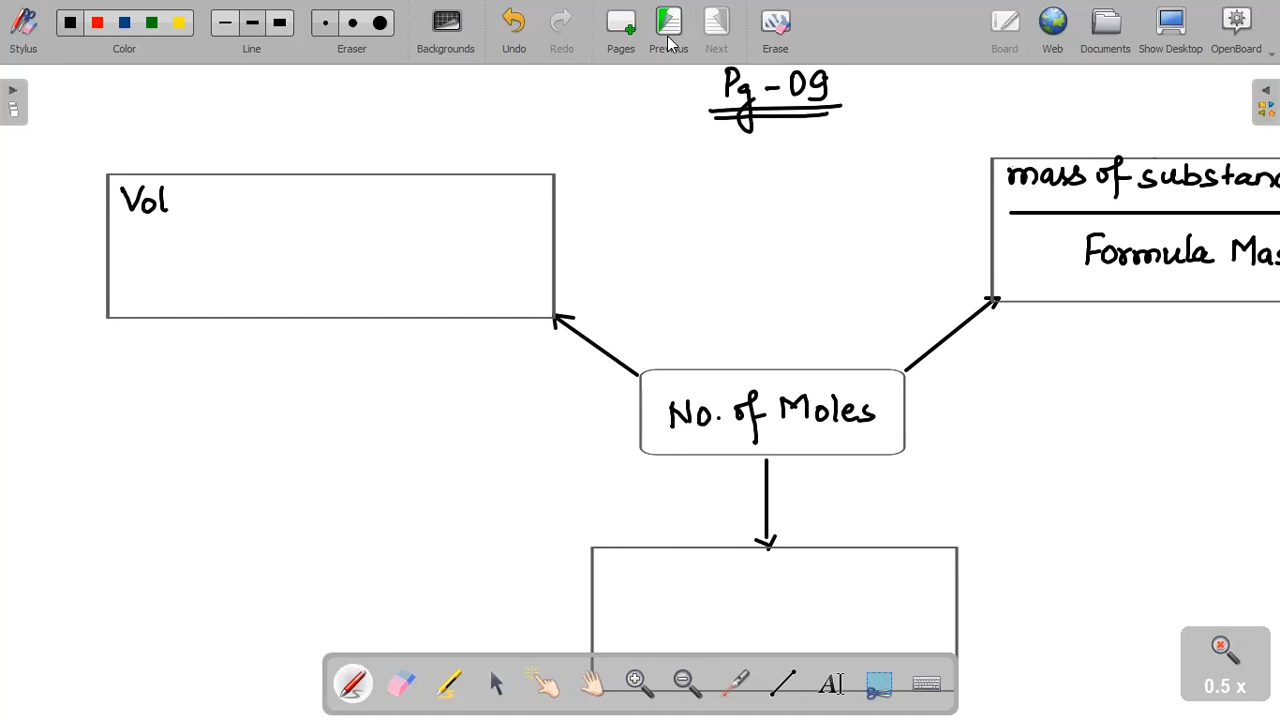 Stylus
Color
Line
Eraser
Backgrounds
Undo
Redo
Pages
Previous
Next
Erase
Board
Web
Documents
Show Desktop
OpenBoard
Pg - 09
Vol
mass of substanc
Formula Mas
No. of Moles
0.5 x